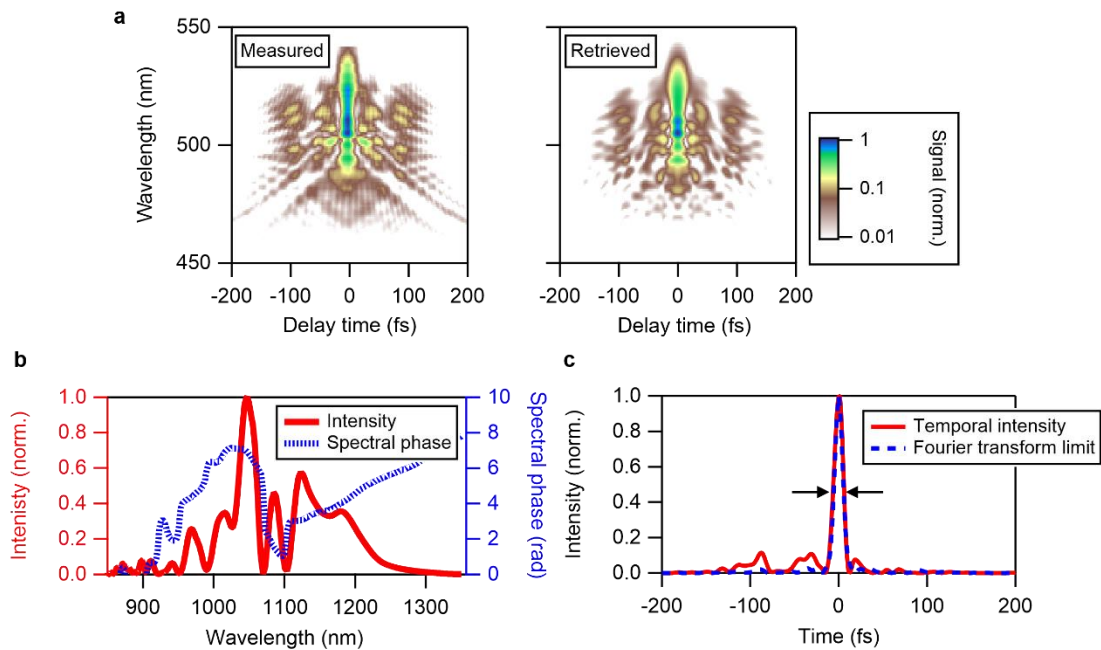 a
Measured
Retrieved
Wavelength (nm)
550
500
450
-200 -100 0 100 200
Delay time (fs)
-200 -100 0 100 200
Delay time (fs)
1
0.1
0.01
Signal (norm.)
b
Intenisty (norm.)
1.0
0.8
0.6
0.4
0.2
0.0
Intensity
Spectral phase
10
8
6
4
2
0
Spectral phase (rad)
900 1000 1100 1200 1300
Wavelength (nm)
c
Intensity (norm.)
1.0
0.8
0.6
0.4
0.2
0.0
Temporal intensity
Fourier transform limit
-200 -100 0 100 200
Time (fs)